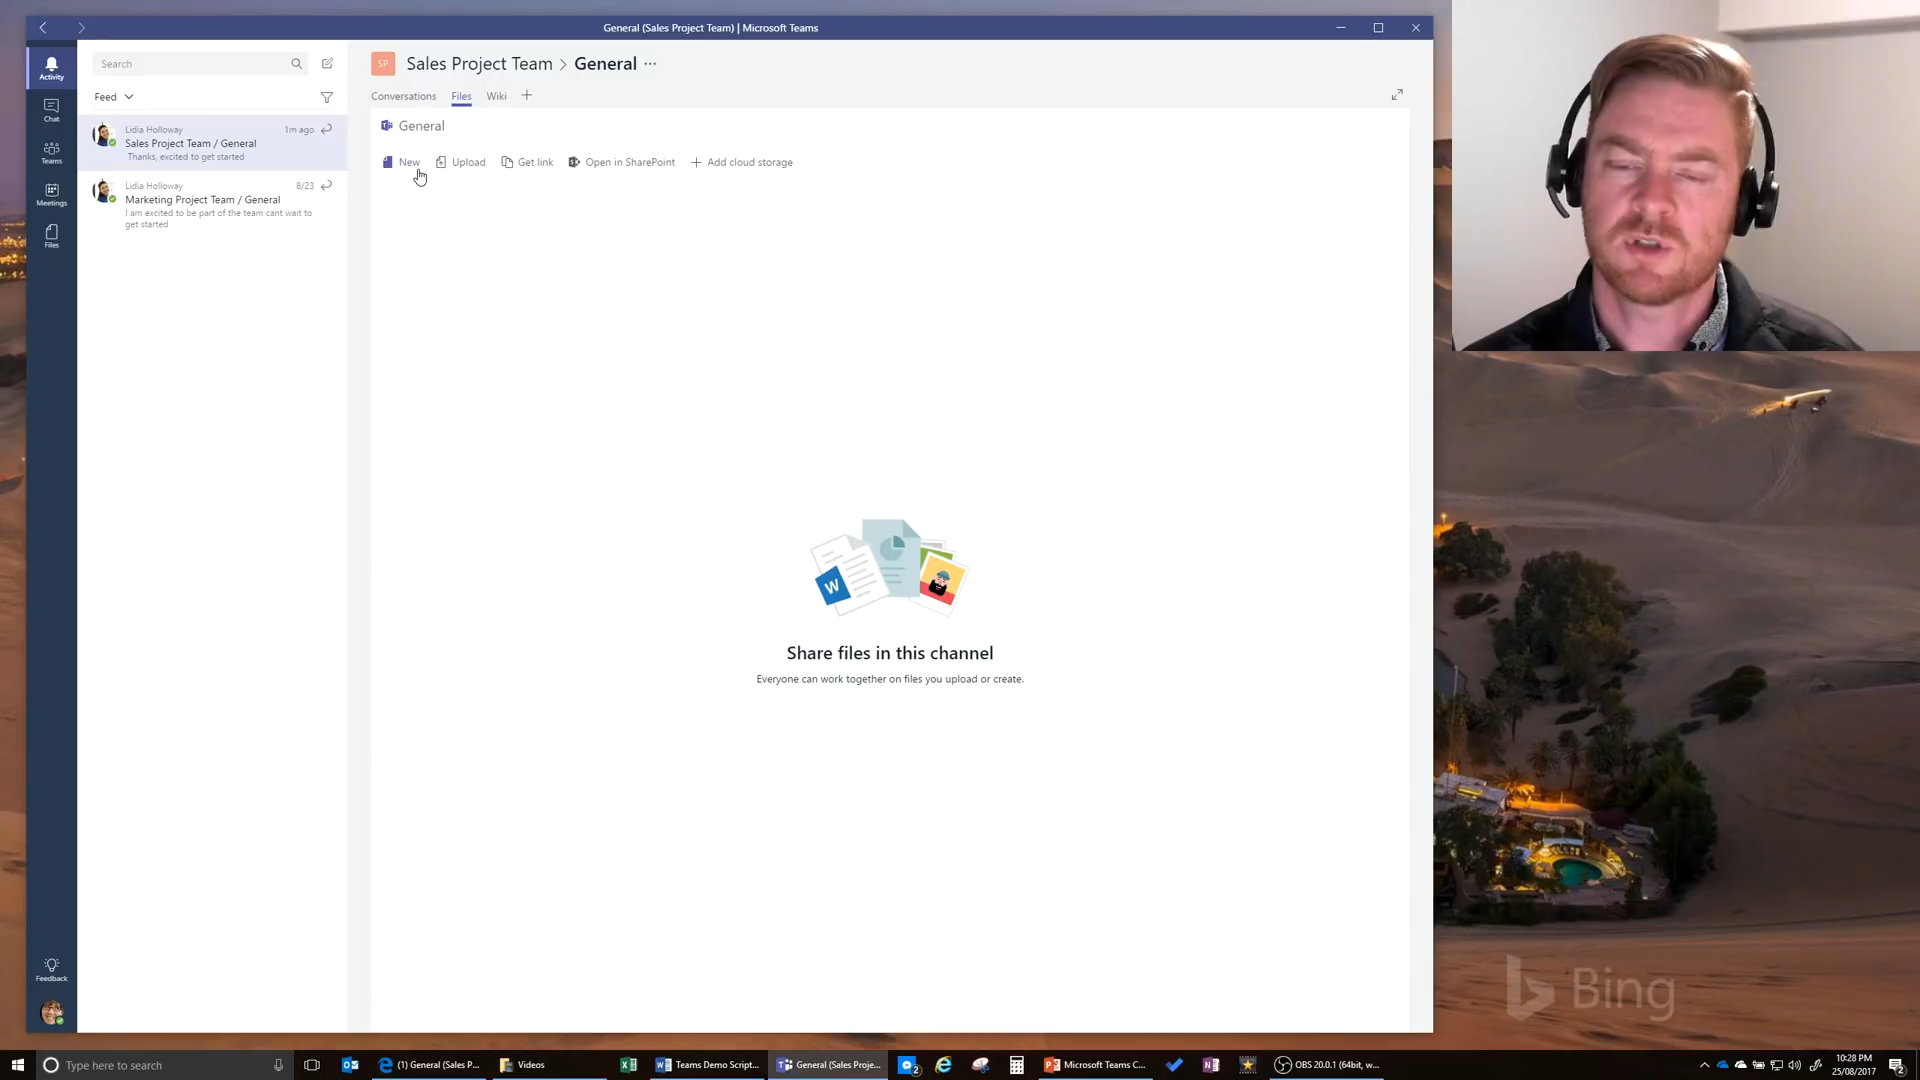 General (Sales Project Team) | Microsoft Teams
Activity
Chat
Teams
Meetings
Files
Feedback
Search
Feed
Lidia Holloway 1m ago
Sales Project Team / General
Thanks, excited to get started
Lidia Holloway 8/23
Marketing Project Team / General
I am excited to be part of the team cant wait to
get started
SP Sales Project Team > General ...
Conversations Files Wiki +
General
New Upload Get link Open in SharePoint + Add cloud storage
W
Share files in this channel
Everyone can work together on files you upload or create.
Bing
Type here to search
(1) General (Sales P...
Videos
Teams Demo Script...
General (Sales Proje...
2
Microsoft Teams C...
OBS 20.0.1 (64bit, w...
10:28 PM
25/08/2017
2